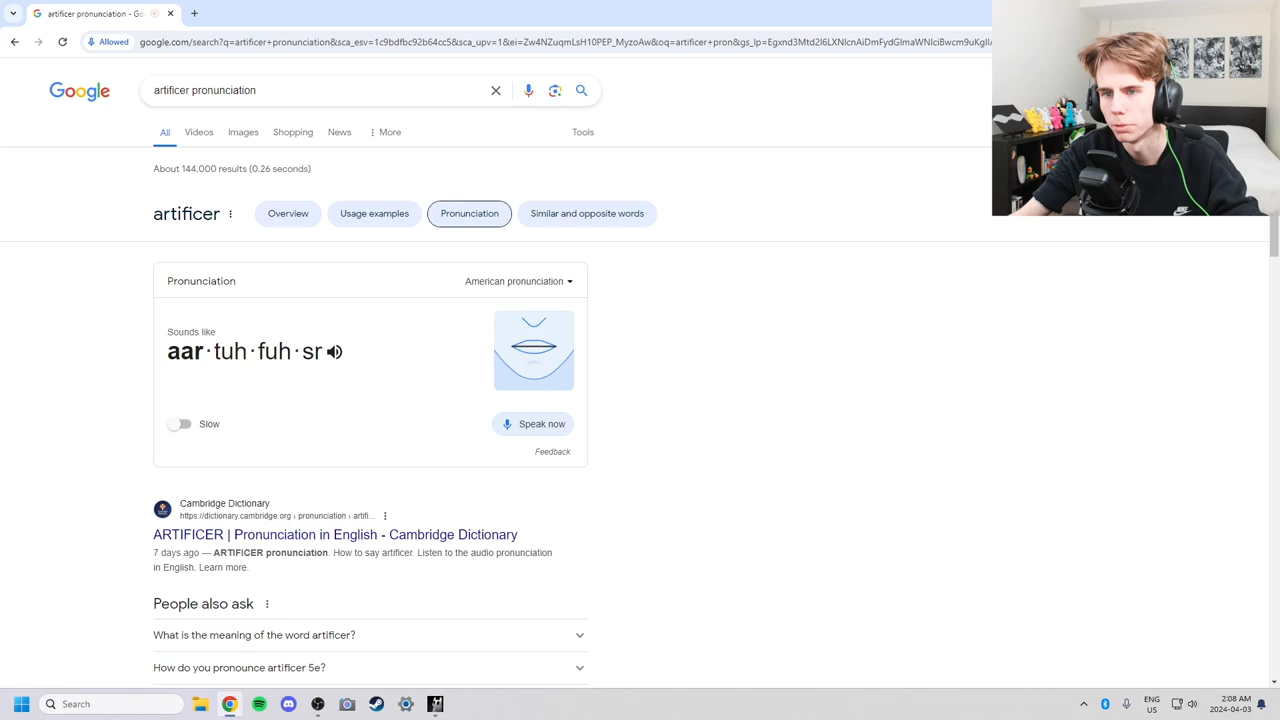 artificer pronunciation - Go
Allowed
google.com/search?q=artificer+pronunciation&sca_esv=1c9bdfbc92b64cc5&sca_upv=1&ei=Zw4NZuqmLsH10PEP_MyzoAw&oq=artificer+pron&gs_lp=Egxnd3Mtd2l6LXNlcnAiDmFydGlmaWNlciBwcm9uKgIIA
Google
artificer pronunciation
All
Videos
Images
Shopping
News
More
Tools
About 144,000 results (0.26 seconds)
artificer
Overview
Usage examples
Pronunciation
Similar and opposite words
Pronunciation
American pronunciation
Sounds like
aar·tuh·fuh·sr
Slow
Speak now
Feedback
Cambridge Dictionary
https://dictionary.cambridge.org › pronunciation › artifi...
ARTIFICER | Pronunciation in English - Cambridge Dictionary
7 days ago — ARTIFICER pronunciation. How to say artificer. Listen to the audio pronunciation
in English. Learn more.
People also ask
What is the meaning of the word artificer?
How do you pronounce artificer 5e?
Search
ENG
US
2:08 AM
2024-04-03